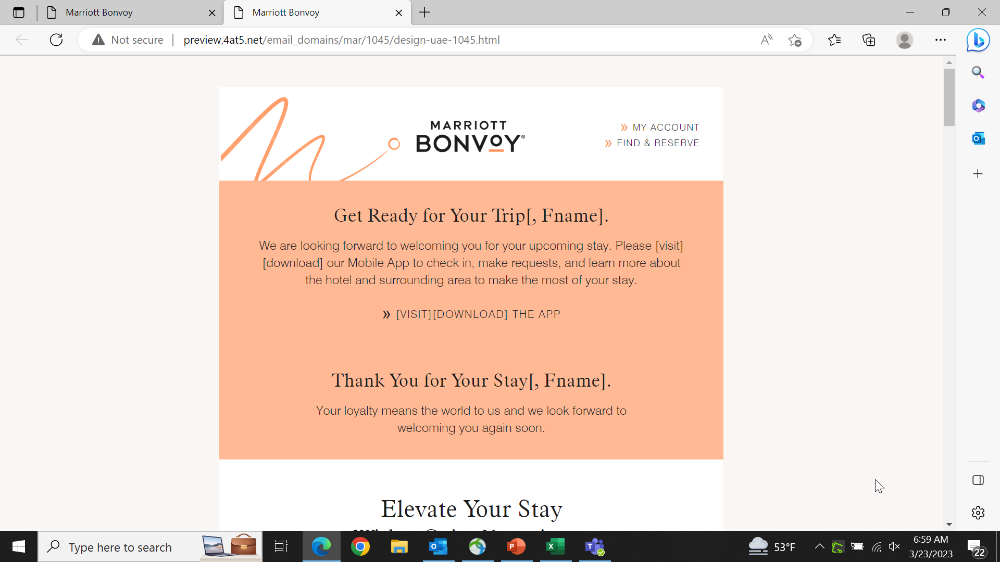 Marriott Bonvoy
Marriott Bonvoy
Not secure
preview.4at5.net/email_domains/mar/1045/design-uae-1045.html
MARRIOTT
BONVOY®
» MY ACCOUNT
» FIND & RESERVE
Get Ready for Your Trip[, Fname].
We are looking forward to welcoming you for your upcoming stay. Please [visit]
[download] our Mobile App to check in, make requests, and learn more about
the hotel and surrounding area to make the most of your stay.
» [VISIT][DOWNLOAD] THE APP
Thank You for Your Stay[, Fname].
Your loyalty means the world to us and we look forward to
welcoming you again soon.
Elevate Your Stay
Type here to search
53°F
6:59 AM
3/23/2023
22